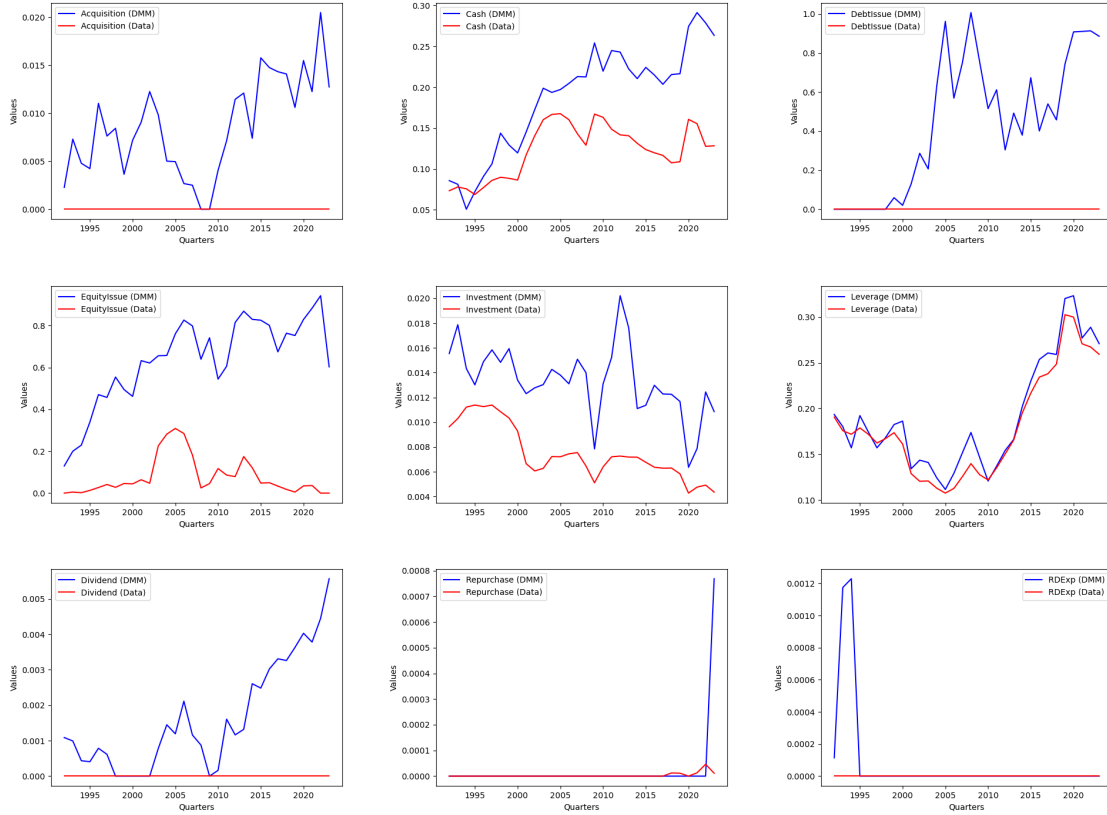 Acquisition (DMM)
Acquisition (Data)
0.020
0.015
0.010
0.005
0.000
Values
1995 2000 2005 2010 2015 2020
Quarters
Cash (DMM)
Cash (Data)
0.30
0.25
0.20
0.15
0.10
0.05
Values
1995 2000 2005 2010 2015 2020
Quarters
DebtIssue (DMM)
DebtIssue (Data)
1.0
0.8
0.6
0.4
0.2
0.0
Values
1995 2000 2005 2010 2015 2020
Quarters
EquityIssue (DMM)
EquityIssue (Data)
0.8
0.6
0.4
0.2
0.0
Values
1995 2000 2005 2010 2015 2020
Quarters
Investment (DMM)
Investment (Data)
0.020
0.018
0.016
0.014
0.012
0.010
0.008
0.006
0.004
Values
1995 2000 2005 2010 2015 2020
Quarters
Leverage (DMM)
Leverage (Data)
0.30
0.25
0.20
0.15
0.10
Values
1995 2000 2005 2010 2015 2020
Quarters
Dividend (DMM)
Dividend (Data)
0.005
0.004
0.003
0.002
0.001
0.000
Values
1995 2000 2005 2010 2015 2020
Quarters
Repurchase (DMM)
Repurchase (Data)
0.0008
0.0007
0.0006
0.0005
0.0004
0.0003
0.0002
0.0001
0.0000
Values
1995 2000 2005 2010 2015 2020
Quarters
RDExp (DMM)
RDExp (Data)
0.0012
0.0010
0.0008
0.0006
0.0004
0.0002
0.0000
Values
1995 2000 2005 2010 2015 2020
Quarters